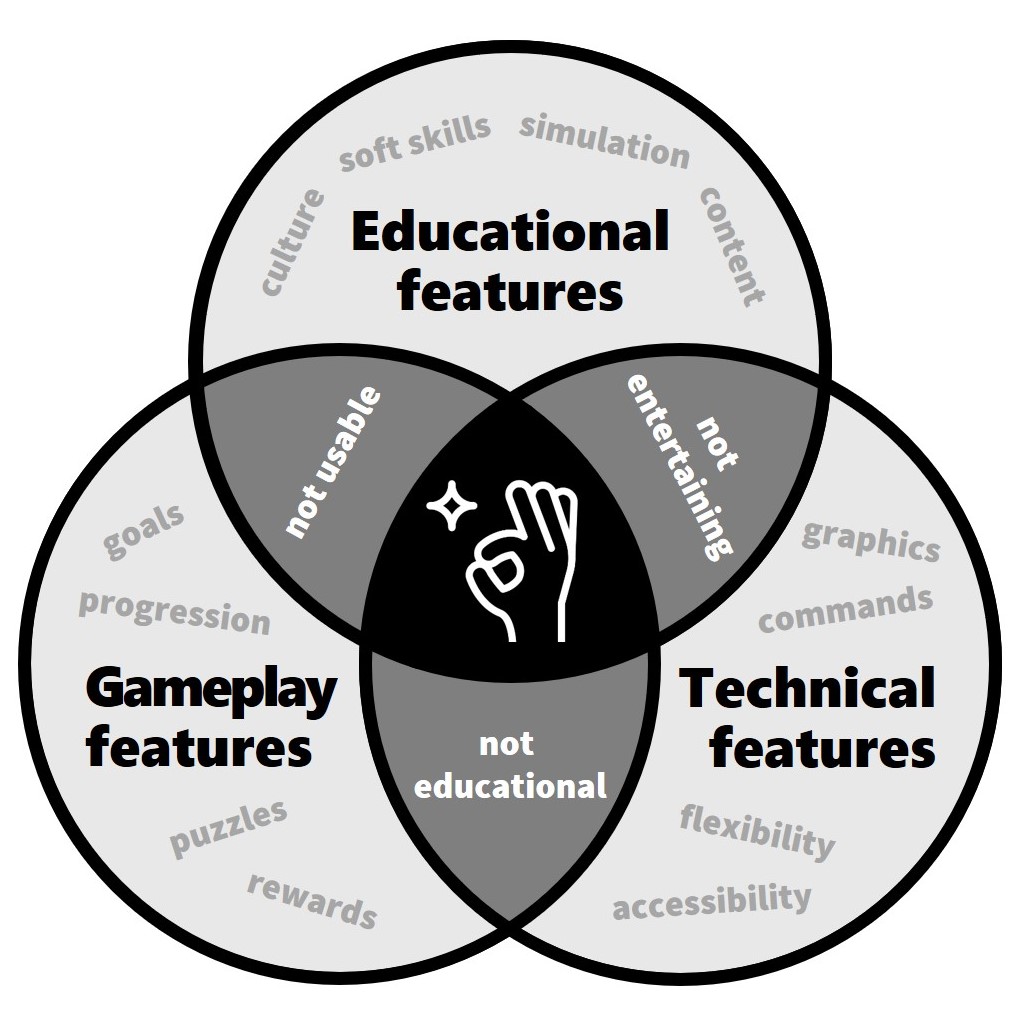 soft skills
simulation
culture
content
Educational
features
not usable
not
entertaining
goals
progression
Gameplay
features
puzzles
rewards
graphics
commands
Technical
features
flexibility
accessibility
not
educational